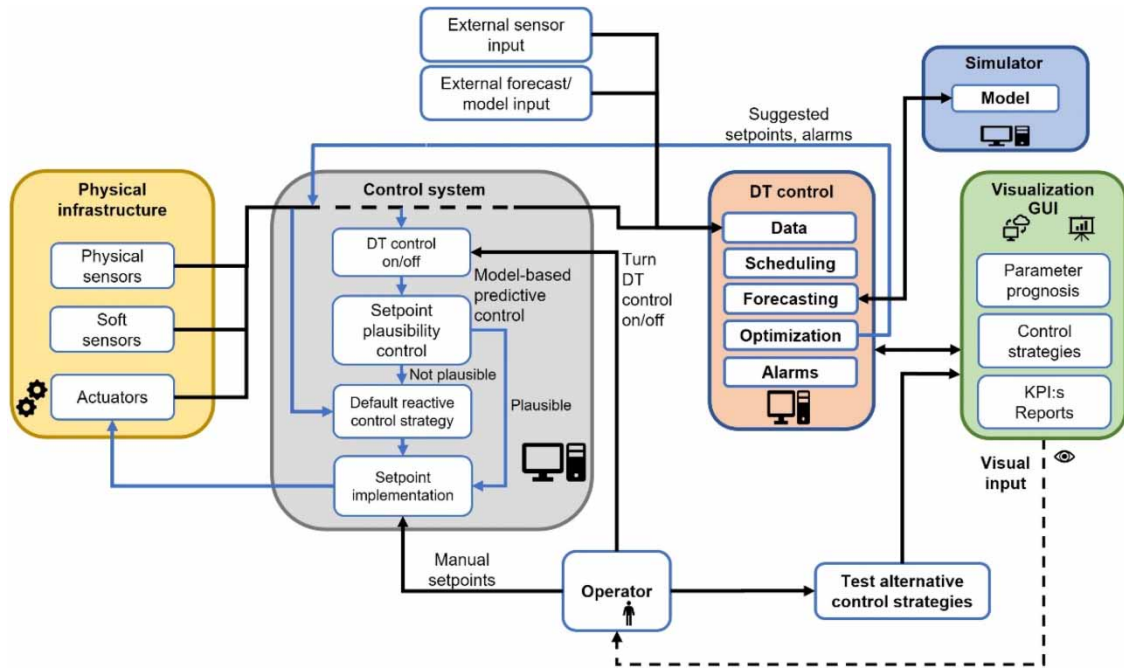 External sensor
input
External forecast/
model input
Simulator
Model
Suggested
setpoints, alarms
Physical
infrastructure
Physical
sensors
Soft
sensors
Actuators
Control system
DT control
on/off
Model-based
predictive
control
Setpoint
plausibility
control
Not plausible
Plausible
Default reactive
control strategy
Setpoint
implementation
Turn
DT
control
on/off
DT control
Data
Scheduling
Forecasting
Optimization
Alarms
Visualization
GUI
Parameter
prognosis
Control
strategies
KPI:s
Reports
Visual
input
Manual
setpoints
Operator
Test alternative
control strategies